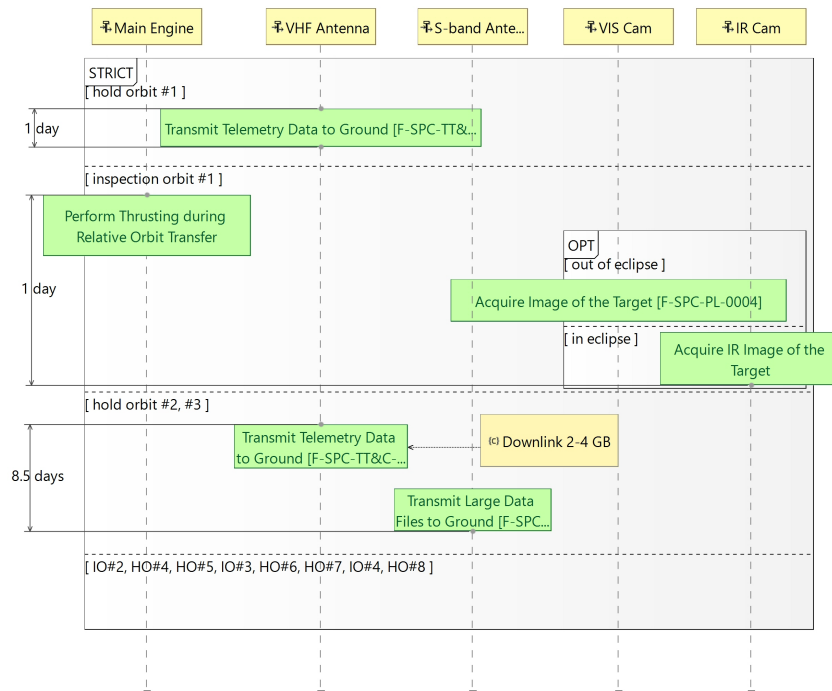 Main Engine
VHF Antenna
S-band Ante...
VIS Cam
IR Cam
STRICT
[ hold orbit #1 ]
1 day
Transmit Telemetry Data to Ground [F-SPC-TT&...
[ inspection orbit #1 ]
Perform Thrusting during
Relative Orbit Transfer
OPT
[ out of eclipse ]
1 day
Acquire Image of the Target [F-SPC-PL-0004]
[ in eclipse ]
Acquire IR Image of the
Target
[ hold orbit #2, #3 ]
Transmit Telemetry Data
to Ground [F-SPC-TT&C-...
(c) Downlink 2-4 GB
8.5 days
Transmit Large Data
Files to Ground [F-SPC...
[ IO#2, HO#4, HO#5, IO#3, HO#6, HO#7, IO#4, HO#8 ]